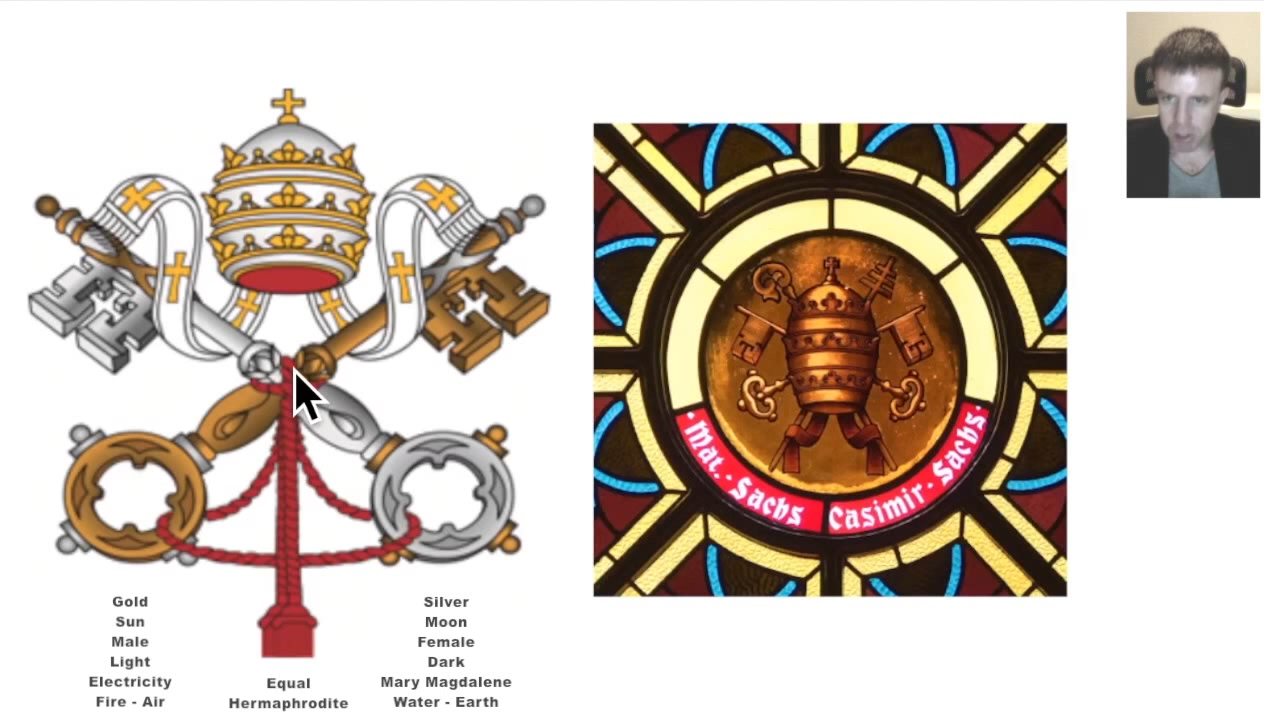 Gold
Sun
Male
Light
Electricity
Fire - Air
Equal
Hermaphrodite
Silver
Moon
Female
Dark
Mary Magdalene
Water - Earth
·Mat.·Sachs
Casimir·Sachs·